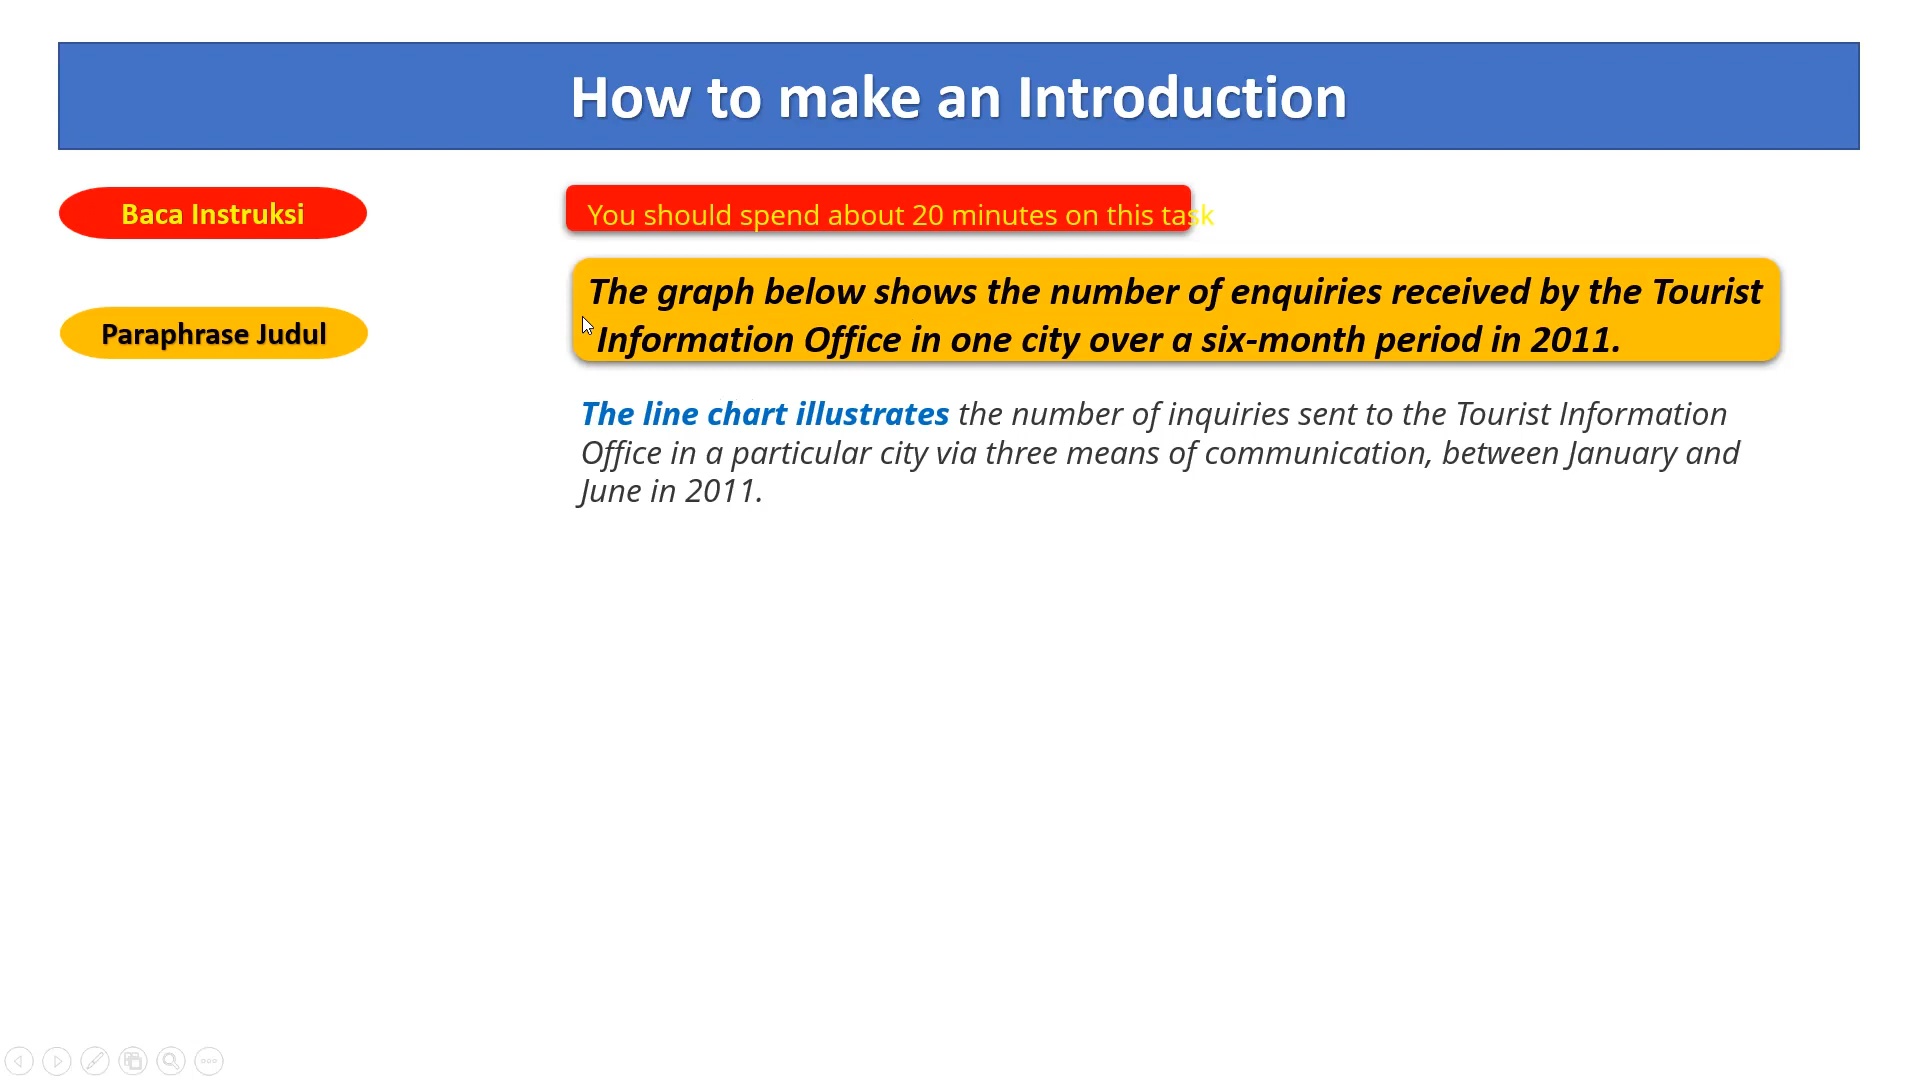 How to make an Introduction
Baca Instruksi
You should spend about 20 minutes on this task
Paraphrase Judul
The graph below shows the number of enquiries received by the Tourist
Information Office in one city over a six-month period in 2011.
The line chart illustrates the number of inquiries sent to the Tourist Information
Office in a particular city via three means of communication, between January and
June in 2011.